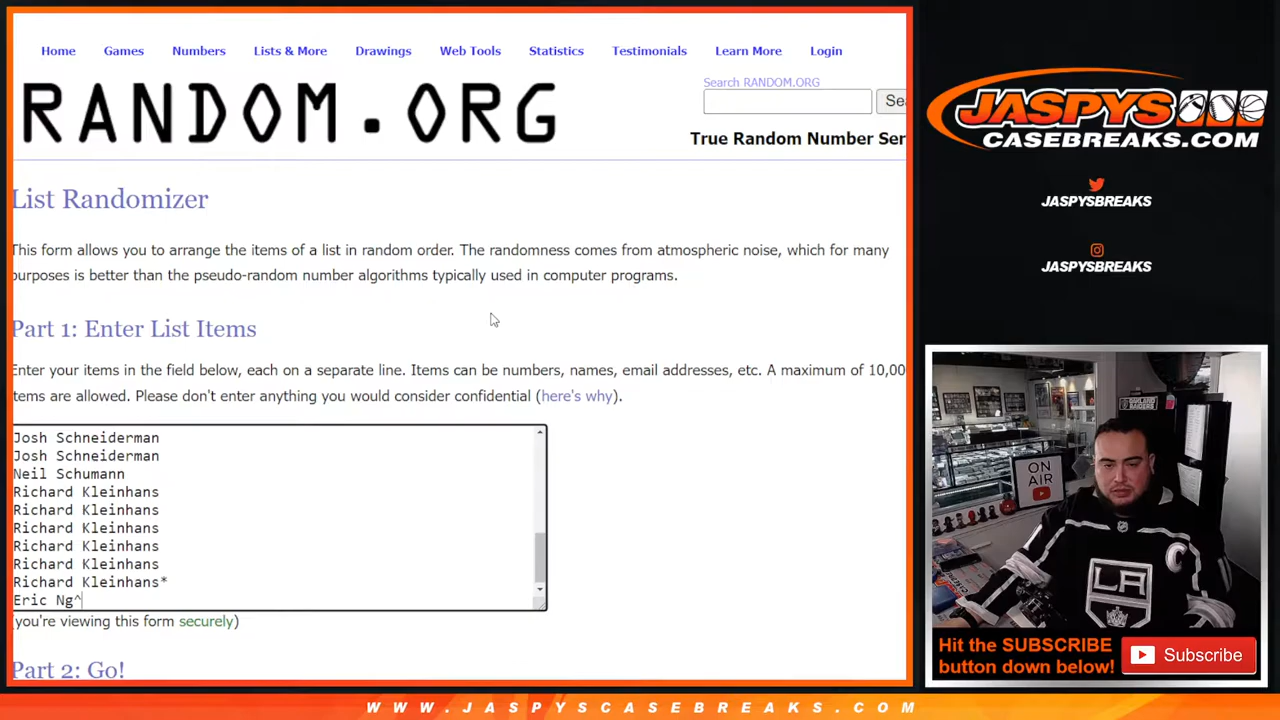 Home Games Numbers Lists & More Drawings Web Tools Statistics Testimonials Learn More Login
Search RANDOM.ORG
RANDOM.ORG
Sea
True Random Number Ser
List Randomizer
This form allows you to arrange the items of a list in random order. The randomness comes from atmospheric noise, which for many
purposes is better than the pseudo-random number algorithms typically used in computer programs.
Part 1: Enter List Items
Enter your items in the field below, each on a separate line. Items can be numbers, names, email addresses, etc. A maximum of 10,00
items are allowed. Please don't enter anything you would consider confidential (here's why).
Josh Schneiderman
Josh Schneiderman
Neil Schumann
Richard Kleinhans
Richard Kleinhans
Richard Kleinhans
Richard Kleinhans
Richard Kleinhans
Richard Kleinhans*
Eric Ng^
(you're viewing this form securely)
Part 2: Go!
JASPYS
CASEBREAKS.COM
JASPYSBREAKS
JASPYSBREAKS
OAKLAND
RAIDERS
ON
AIR
C
LA
Hit the SUBSCRIBE
button down below!
Subscribe
WWW.JASPYSCASEBREAKS.COM